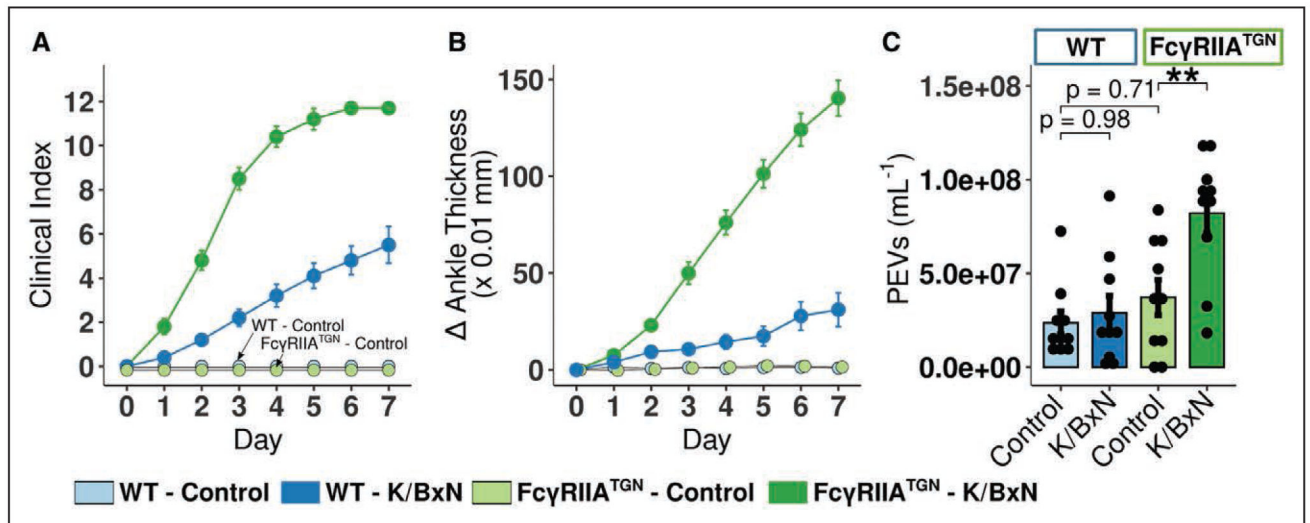 A
Clinical Index
12
10
8
6
4
2
0
WT - Control
FcγRIIA^TGN - Control
0 1 2 3 4 5 6 7
Day
B
Δ Ankle Thickness
(x 0.01 mm)
150
100
50
0
0 1 2 3 4 5 6 7
Day
C
WT FcγRIIA^TGN
PEVs (mL^-1)
1.5e+08
1.0e+08
5.0e+07
0.0e+00
**
p = 0.71
p = 0.98
Control K/BxN Control K/BxN
WT - Control WT - K/BxN FcγRIIA^TGN - Control FcγRIIA^TGN - K/BxN